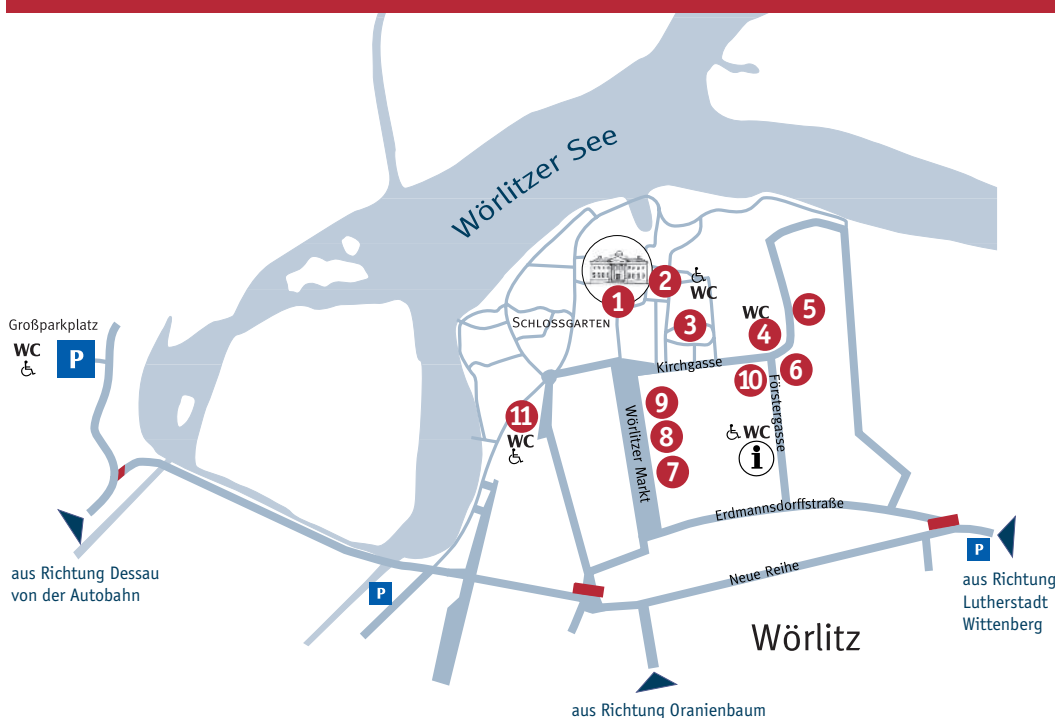 Wörlitzer See
Großparkplatz
WC
P
aus Richtung Dessau
von der Autobahn
SCHLOSSGARTEN
1
2
WC
3
WC
4
5
6
Kirchgasse
10
Förstergasse
9
8
7
Wörlitzer Markt
WC
i
11
WC
Erdmannsdorffstraße
Neue Reihe
P
P
aus Richtung
Lutherstadt
Wittenberg
Wörlitz
aus Richtung Oranienbaum